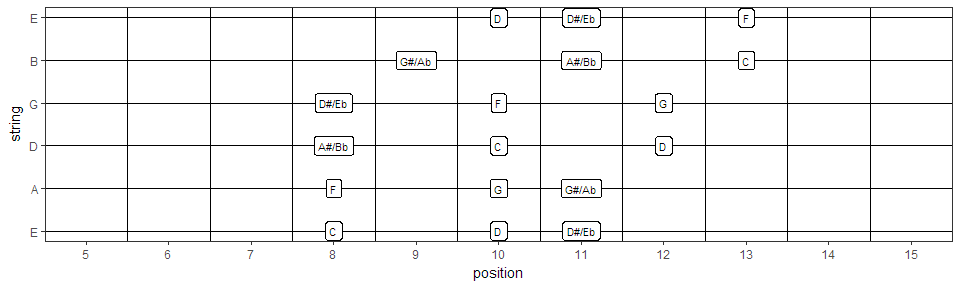 E D D#/Eb F
B G#/Ab A#/Bb C
G D#/Eb F G
D A#/Bb C D
A F G G#/Ab
E C D D#/Eb
5 6 7 8 9 10 11 12 13 14 15
position
string